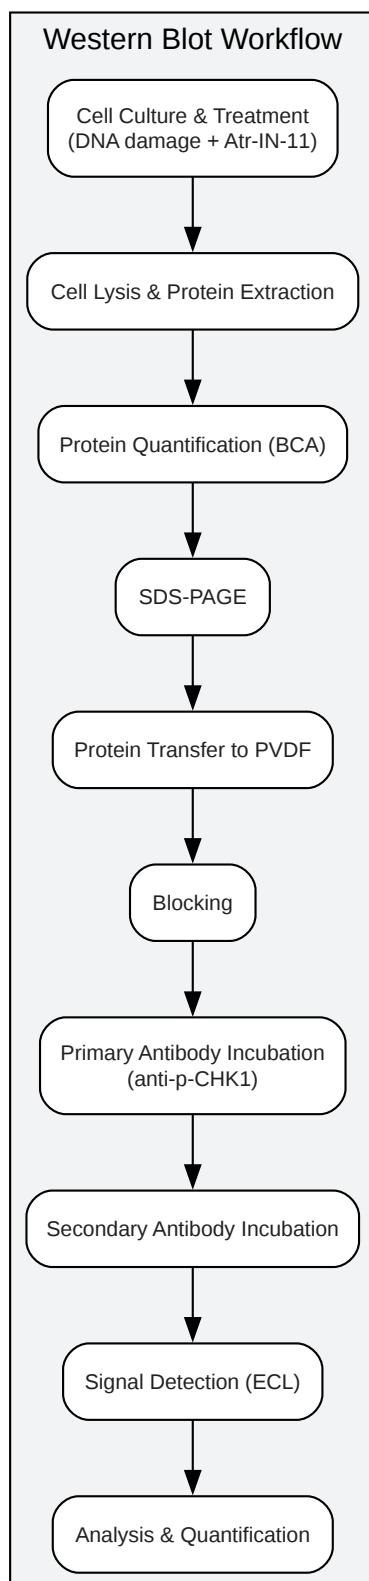 Western Blot Workflow
Cell Culture & Treatment
(DNA damage + Atr-IN-11)
Cell Lysis & Protein Extraction
Protein Quantification (BCA)
SDS-PAGE
Protein Transfer to PVDF
Blocking
Primary Antibody Incubation
(anti-p-CHK1)
Secondary Antibody Incubation
Signal Detection (ECL)
Analysis & Quantification